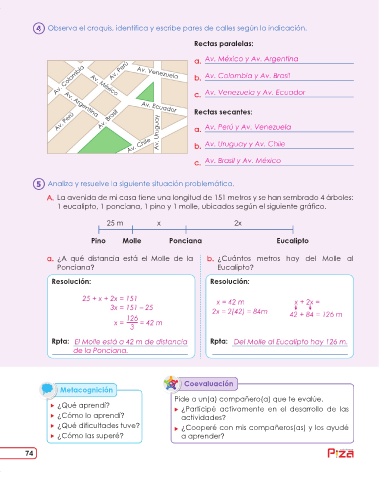 4 Observa el croquis, identifica y escribe pares de calles según la indicación.
Rectas paralelas:
a. Av. México y Av. Argentina
b. Av. Colombia y Av. Brasil
c. Av. Venezuela y Av. Ecuador
Rectas secantes:
a. Av. Perú y Av. Venezuela
b. Av. Uruguay y Av. Chile
c. Av. Brasil y Av. México
Av. Colombia
Av. México
Av. Perú
Av. Venezuela
Av. Argentina
Av. Ecuador
Av. Perú
Av. Brasil
Av. Chile
Av. Uruguay
5 Analiza y resuelve la siguiente situación problemática.
A. La avenida de mi casa tiene una longitud de 151 metros y se han sembrado 4 árboles:
1 eucalipto, 1 ponciana, 1 pino y 1 molle, ubicados según el siguiente gráfico.
25 m x 2x
Pino Molle Ponciana Eucalipto
a. ¿A qué distancia está el Molle de la
Ponciana?
Resolución:
25 + x + 2x = 151
3x = 151 – 25
x = 126/3 = 42 m
Rpta: El Molle está a 42 m de distancia
de la Ponciana.
b. ¿Cuántos metros hay del Molle al
Eucalipto?
Resolución:
x = 42 m x + 2x =
2x = 2(42) = 84m 42 + 84 = 126 m
Rpta: Del Molle al Eucalipto hay 126 m.
Metacognición
▸ ¿Qué aprendí?
▸ ¿Cómo lo aprendí?
▸ ¿Qué dificultades tuve?
▸ ¿Cómo las superé?
Coevaluación
Pide a un(a) compañero(a) que te evalúe.
▸ ¿Participé activamente en el desarrollo de las
actividades?
▸ ¿Cooperé con mis compañeros(as) y los ayudé
a aprender?
74